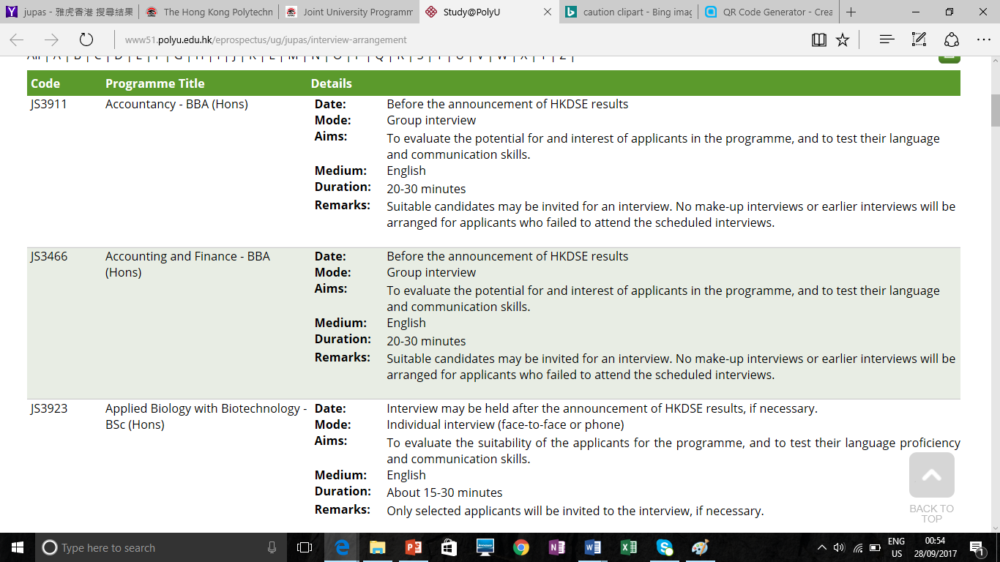 jupas - 雅虎香港 搜尋結果
The Hong Kong Polytechn
Joint University Programm
Study@PolyU
caution clipart - Bing imag
QR Code Generator - Crea
www51.polyu.edu.hk/eprospectus/ug/jupas/interview-arrangement
All | A | B | C | D | E | F | G | H | I | J | K | L | M | N | O | P | Q | R | S | T | U | V | W | X | Y | Z |
Code Programme Title Details
JS3911 Accountancy - BBA (Hons) Date: Before the announcement of HKDSE results
Mode: Group interview
Aims: To evaluate the potential for and interest of applicants in the programme, and to test their language
and communication skills.
Medium: English
Duration: 20-30 minutes
Remarks: Suitable candidates may be invited for an interview. No make-up interviews or earlier interviews will be
arranged for applicants who failed to attend the scheduled interviews.
JS3466 Accounting and Finance - BBA Date: Before the announcement of HKDSE results
(Hons) Mode: Group interview
Aims: To evaluate the potential for and interest of applicants in the programme, and to test their language
and communication skills.
Medium: English
Duration: 20-30 minutes
Remarks: Suitable candidates may be invited for an interview. No make-up interviews or earlier interviews will be
arranged for applicants who failed to attend the scheduled interviews.
JS3923 Applied Biology with Biotechnology - Date: Interview may be held after the announcement of HKDSE results, if necessary.
BSc (Hons) Mode: Individual interview (face-to-face or phone)
Aims: To evaluate the suitability of the applicants for the programme, and to test their language proficiency
and communication skills.
Medium: English
Duration: About 15-30 minutes
Remarks: Only selected applicants will be invited to the interview, if necessary.
BACK TO
TOP
Type here to search
ENG
US
00:54
28/09/2017